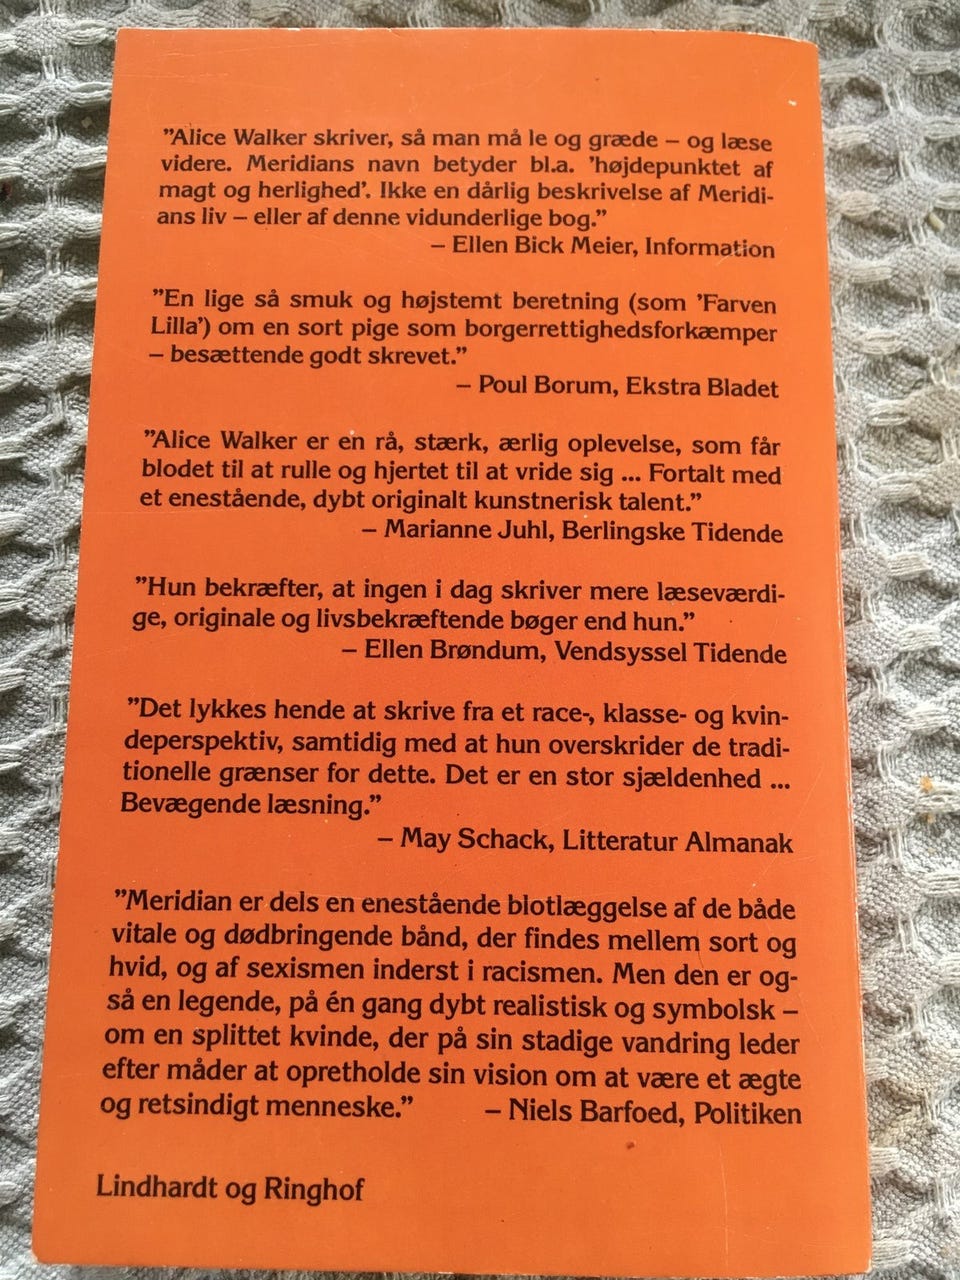 ”Alice Walker skriver, så man må le og græde – og læse
videre. Meridians navn betyder bl.a. ’højdepunktet af
magt og herlighed’. Ikke en dårlig beskrivelse af Meridi-
ans liv – eller af denne vidunderlige bog.”
– Ellen Bick Meier, Information
”En lige så smuk og højstemt beretning (som ’Farven
Lilla’) om en sort pige som borgerrettighedsforkæmper
– besættende godt skrevet.”
– Poul Borum, Ekstra Bladet
”Alice Walker er en rå, stærk, ærlig oplevelse, som får
blodet til at rulle og hjertet til at vride sig ... Fortalt med
et enestående, dybt originalt kunstnerisk talent.”
– Marianne Juhl, Berlingske Tidende
”Hun bekræfter, at ingen i dag skriver mere læseværdi-
ge, originale og livsbekræftende bøger end hun.”
– Ellen Brøndum, Vendsyssel Tidende
”Det lykkes hende at skrive fra et race-, klasse- og kvin-
deperspektiv, samtidig med at hun overskrider de tradi-
tionelle grænser for dette. Det er en stor sjældenhed ...
Bevægende læsning.”
– May Schack, Litteratur Almanak
”Meridian er dels en enestående blotlæggelse af de både
vitale og dødbringende bånd, der findes mellem sort og
hvid, og af sexismen inderst i racismen. Men den er og-
så en legende, på én gang dybt realistisk og symbolsk –
om en splittet kvinde, der på sin stadige vandring leder
efter måder at opretholde sin vision om at være et ægte
og retsindigt menneske.” – Niels Barfoed, Politiken
Lindhardt og Ringhof